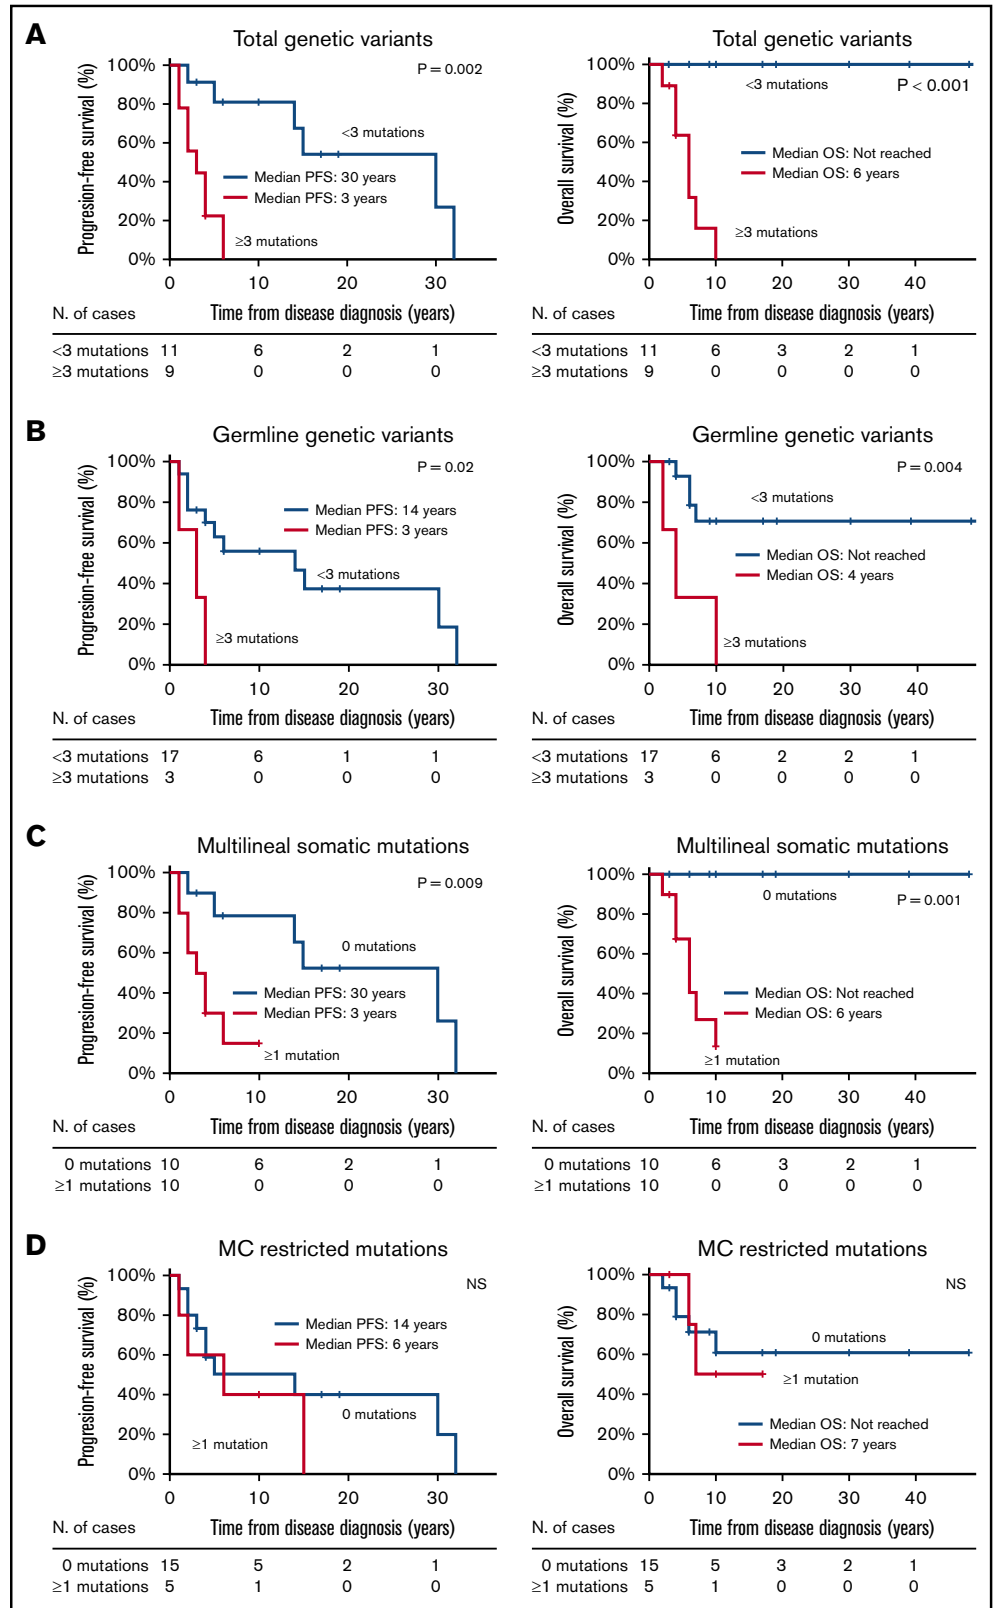 A
Total genetic variants
Progresion-free survival (%)
100%
80%
60%
40%
20%
0%
P = 0.002
<3 mutations
Median PFS: 30 years
Median PFS: 3 years
≥3 mutations
0 10 20 30
N. of cases Time from disease diagnosis (years)
<3 mutations 11 6 2 1
≥3 mutations 9 0 0 0
Total genetic variants
Overall survival (%)
100%
80%
60%
40%
20%
0%
<3 mutations
P < 0.001
Median OS: Not reached
Median OS: 6 years
≥3 mutations
0 10 20 30 40
N. of cases Time from disease diagnosis (years)
<3 mutations 11 6 3 2 1
≥3 mutations 9 0 0 0 0
B
Germline genetic variants
Progresion-free survival (%)
100%
80%
60%
40%
20%
0%
P = 0.02
Median PFS: 14 years
Median PFS: 3 years
<3 mutations
≥3 mutations
0 10 20 30
N. of cases Time from disease diagnosis (years)
<3 mutations 17 6 1 1
≥3 mutations 3 0 0 0
Germline genetic variants
Overall survival (%)
100%
80%
60%
40%
20%
0%
P = 0.004
<3 mutations
Median OS: Not reached
Median OS: 4 years
≥3 mutations
0 10 20 30 40
N. of cases Time from disease diagnosis (years)
<3 mutations 17 6 2 2 1
≥3 mutations 3 0 0 0 0
C
Multilineal somatic mutations
Progresion-free survival (%)
100%
80%
60%
40%
20%
0%
P = 0.009
0 mutations
Median PFS: 30 years
Median PFS: 3 years
≥1 mutation
0 10 20 30
N. of cases Time from disease diagnosis (years)
0 mutations 10 6 2 1
≥1 mutations 10 0 0 0
Multilineal somatic mutations
Overall survival (%)
100%
80%
60%
40%
20%
0%
0 mutations
P = 0.001
Median OS: Not reached
Median OS: 6 years
≥1 mutation
0 10 20 30 40
N. of cases Time from disease diagnosis (years)
0 mutations 10 6 3 2 1
≥1 mutations 10 0 0 0 0
D
MC restricted mutations
Progresion-free survival (%)
100%
80%
60%
40%
20%
0%
NS
Median PFS: 14 years
Median PFS: 6 years
0 mutations
≥1 mutation
0 10 20 30
N. of cases Time from disease diagnosis (years)
0 mutations 15 5 2 1
≥1 mutations 5 1 0 0
MC restricted mutations
Overall survival (%)
100%
80%
60%
40%
20%
0%
NS
0 mutations
≥1 mutation
Median OS: Not reached
Median OS: 7 years
0 10 20 30 40
N. of cases Time from disease diagnosis (years)
0 mutations 15 5 3 2 1
≥1 mutations 5 1 0 0 0